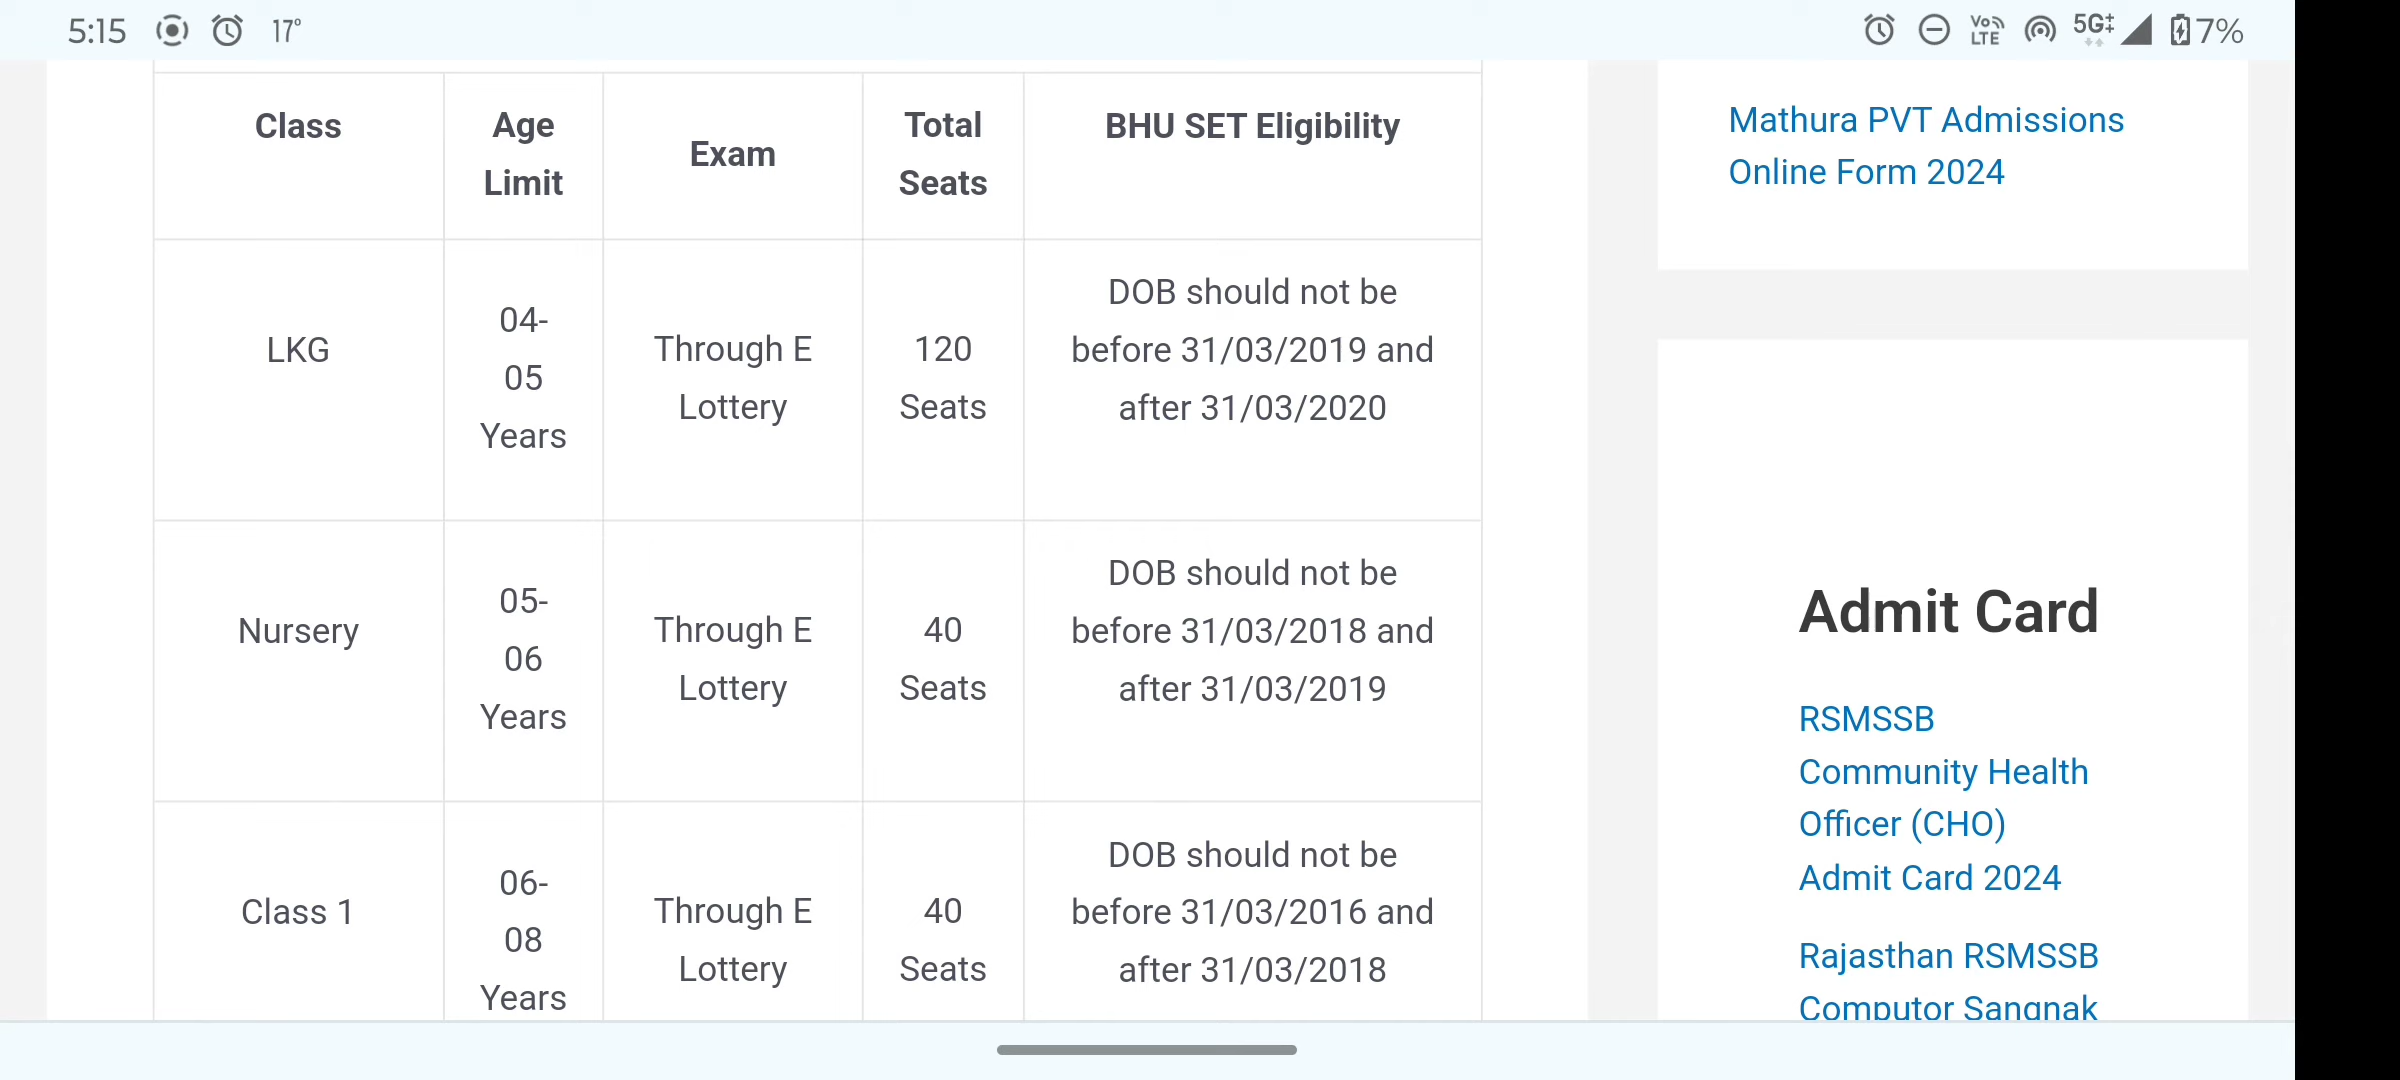 5:15 17°
Vo LTE 5G 7%
Class
Age
Limit
Exam
Total
Seats
BHU SET Eligibility
LKG
04-
05
Years
Through E
Lottery
120
Seats
DOB should not be
before 31/03/2019 and
after 31/03/2020
Nursery
05-
06
Years
Through E
Lottery
40
Seats
DOB should not be
before 31/03/2018 and
after 31/03/2019
Class 1
06-
08
Years
Through E
Lottery
40
Seats
DOB should not be
before 31/03/2016 and
after 31/03/2018
Mathura PVT Admissions
Online Form 2024
Admit Card
RSMSSB
Community Health
Officer (CHO)
Admit Card 2024
Rajasthan RSMSSB
Computor Sangnak